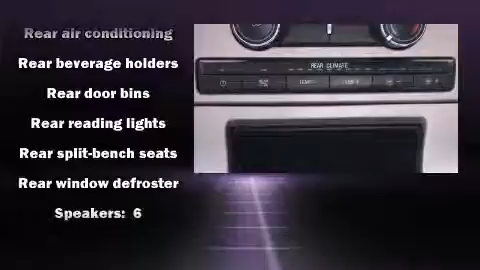 Rear air conditioning
Rear beverage holders
Rear door bins
Rear reading lights
Rear split-bench seats
Rear window defroster
Speakers: 6
REAR CLIMATE